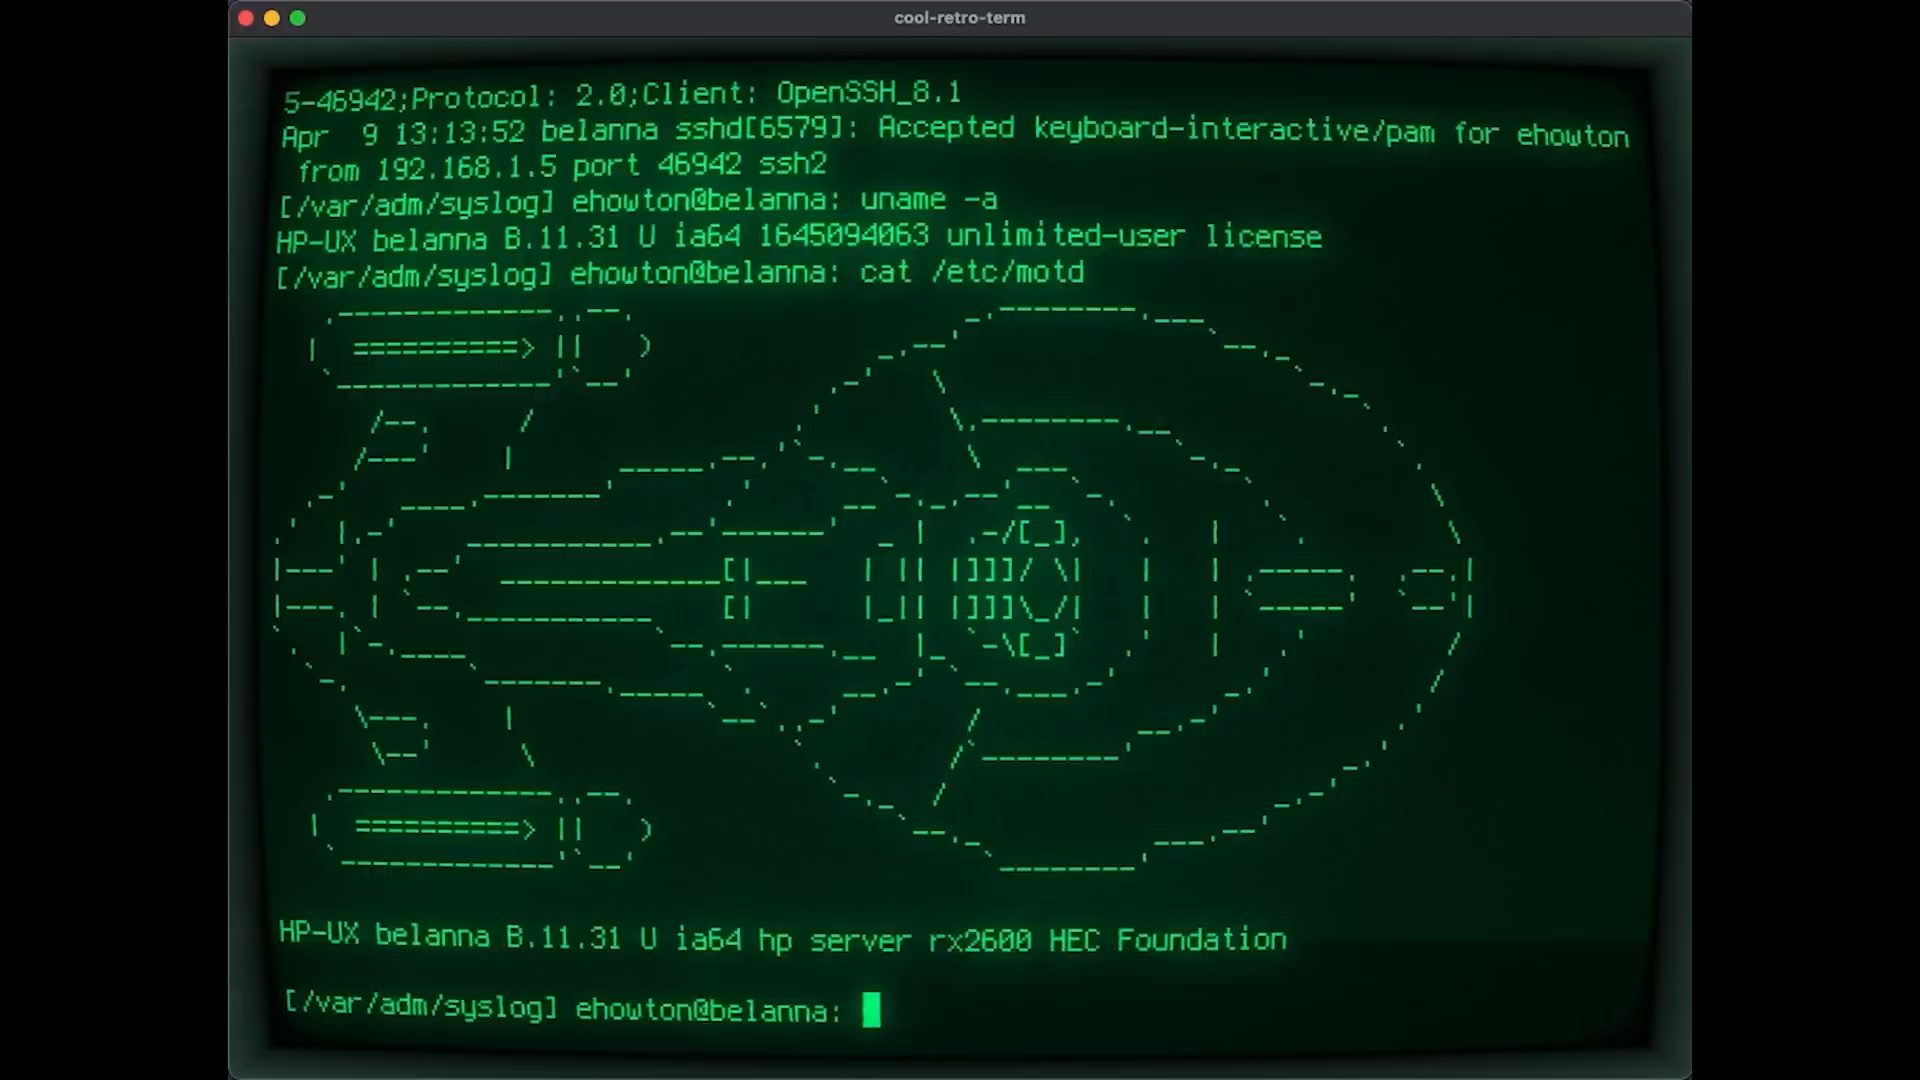 cool-retro-term
5-46942;Protocol: 2.0;Client: OpenSSH_8.1
Apr  9 13:13:52 belanna sshd[6579]: Accepted keyboard-interactive/pam for ehowton
from 192.168.1.5 port 46942 ssh2
[/var/adm/syslog] ehowton@belanna: uname -a
HP-UX belanna B.11.31 U ia64 1645094063 unlimited-user license
[/var/adm/syslog] ehowton@belanna: cat /etc/motd
HP-UX belanna B.11.31 U ia64 hp server rx2600 HEC Foundation
[/var/adm/syslog] ehowton@belanna: